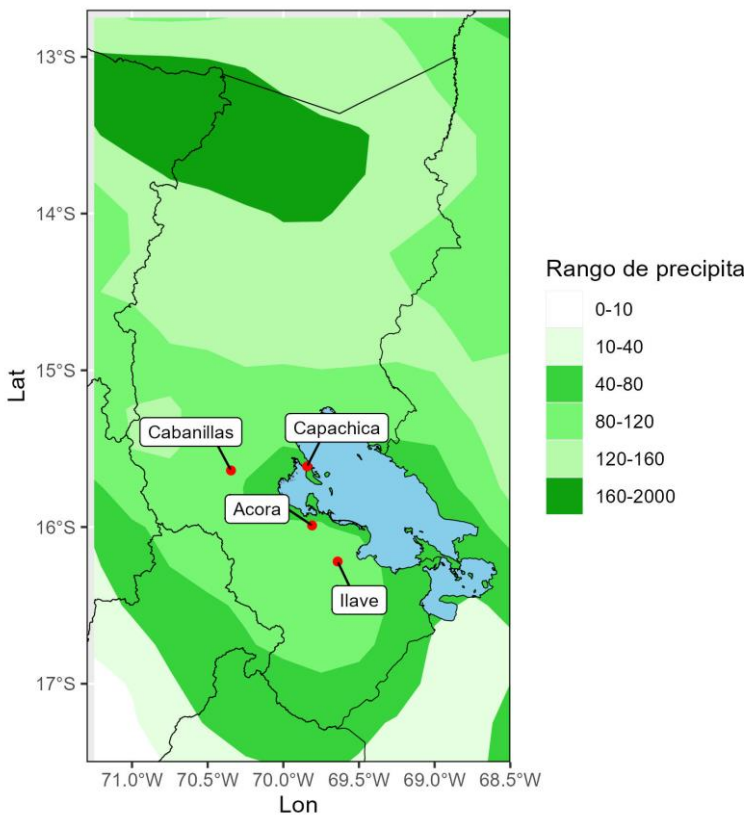 13°S
14°S
15°S
16°S
17°S
Lat
Cabanillas
Capachica
Acora
Ilave
71.0°W 70.5°W 70.0°W 69.5°W 69.0°W 68.5°W
Lon
Rango de precipita
0-10
10-40
40-80
80-120
120-160
160-2000